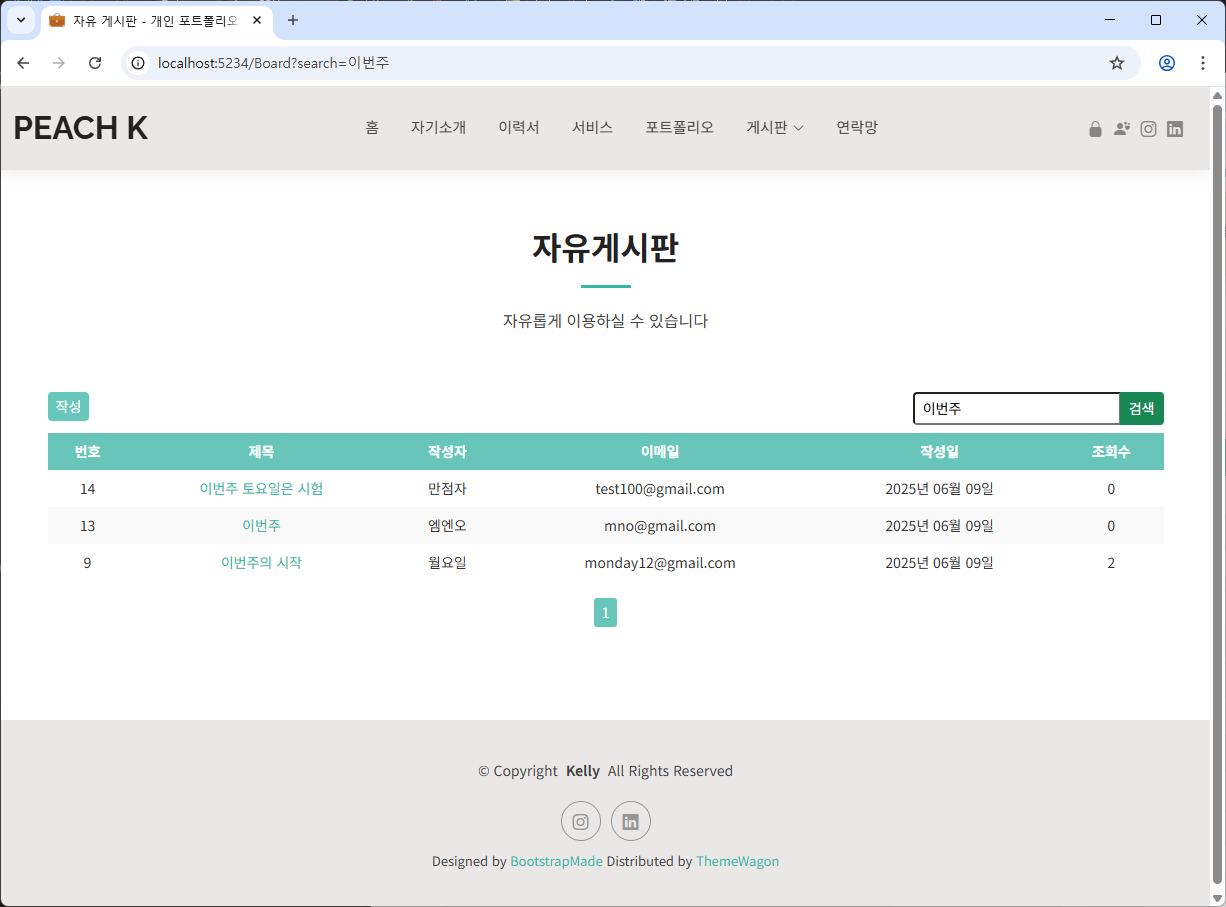 자유 게시판 - 개인 포트폴리오
localhost:5234/Board?search=이번주
PEACH K
홈 자기소개 이력서 서비스 포트폴리오 게시판 연락망
자유게시판
자유롭게 이용하실 수 있습니다
작성 이번주 검색
번호 제목 작성자 이메일 작성일 조회수
14 이번주 토요일은 시험 만점자 test100@gmail.com 2025년 06월 09일 0
13 이번주 엠엔오 mno@gmail.com 2025년 06월 09일 0
9 이번주의 시작 월요일 monday12@gmail.com 2025년 06월 09일 2
1
© Copyright Kelly All Rights Reserved
Designed by BootstrapMade Distributed by ThemeWagon